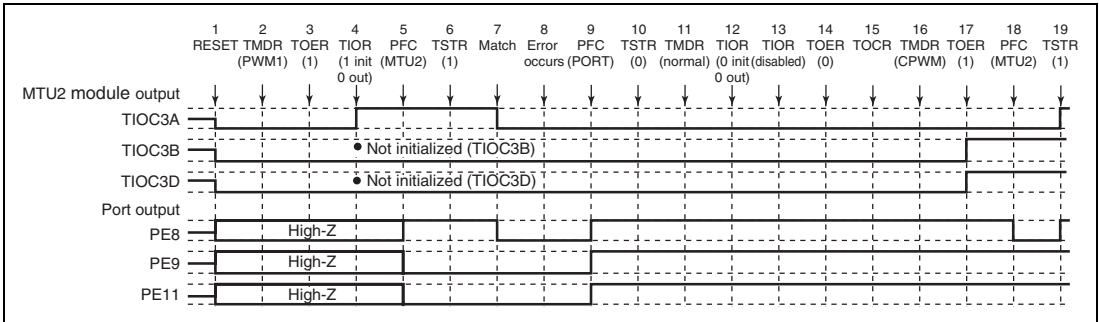 1 2 3 4 5 6 7 8 9 10 11 12 13 14 15 16 17 18 19
RESET TMDR TOER TIOR PFC TSTR Match Error PFC TSTR TMDR TIOR TIOR TOER TOCR TMDR TOER PFC TSTR
(PWM1) (1) (1 init (MTU2) (1) occurs (PORT) (0) (normal) (0 init (disabled) (0) (CPWM) (1) (MTU2) (1)
0 out) 0 out)
MTU2 module output
TIOC3A
TIOC3B • Not initialized (TIOC3B)
TIOC3D • Not initialized (TIOC3D)
Port output
PE8 High-Z
PE9 High-Z
PE11 High-Z